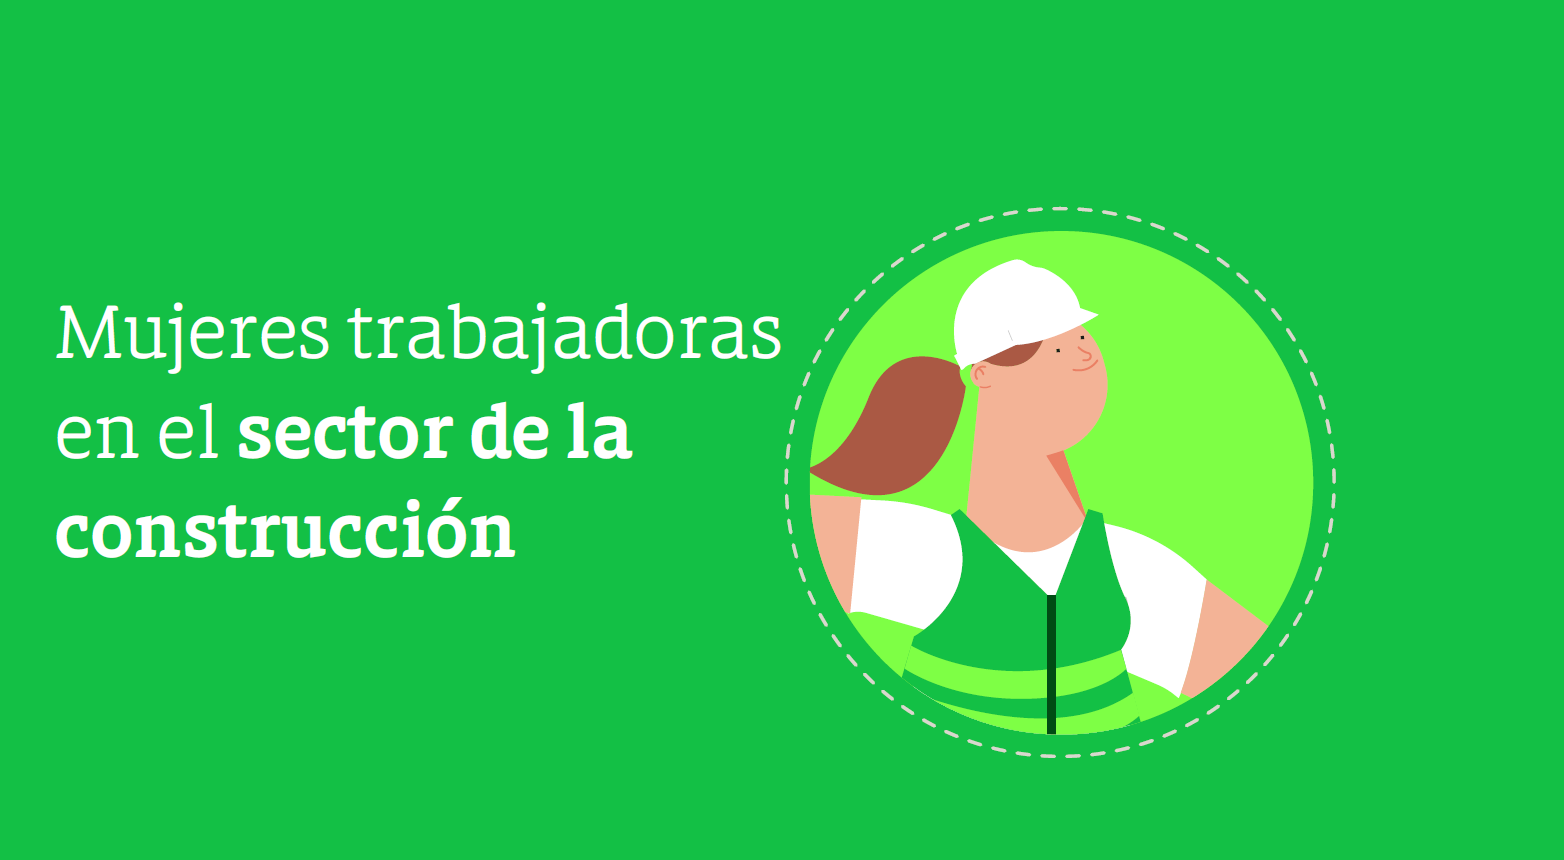 Mujeres trabajadoras
en el sector de la
construcción